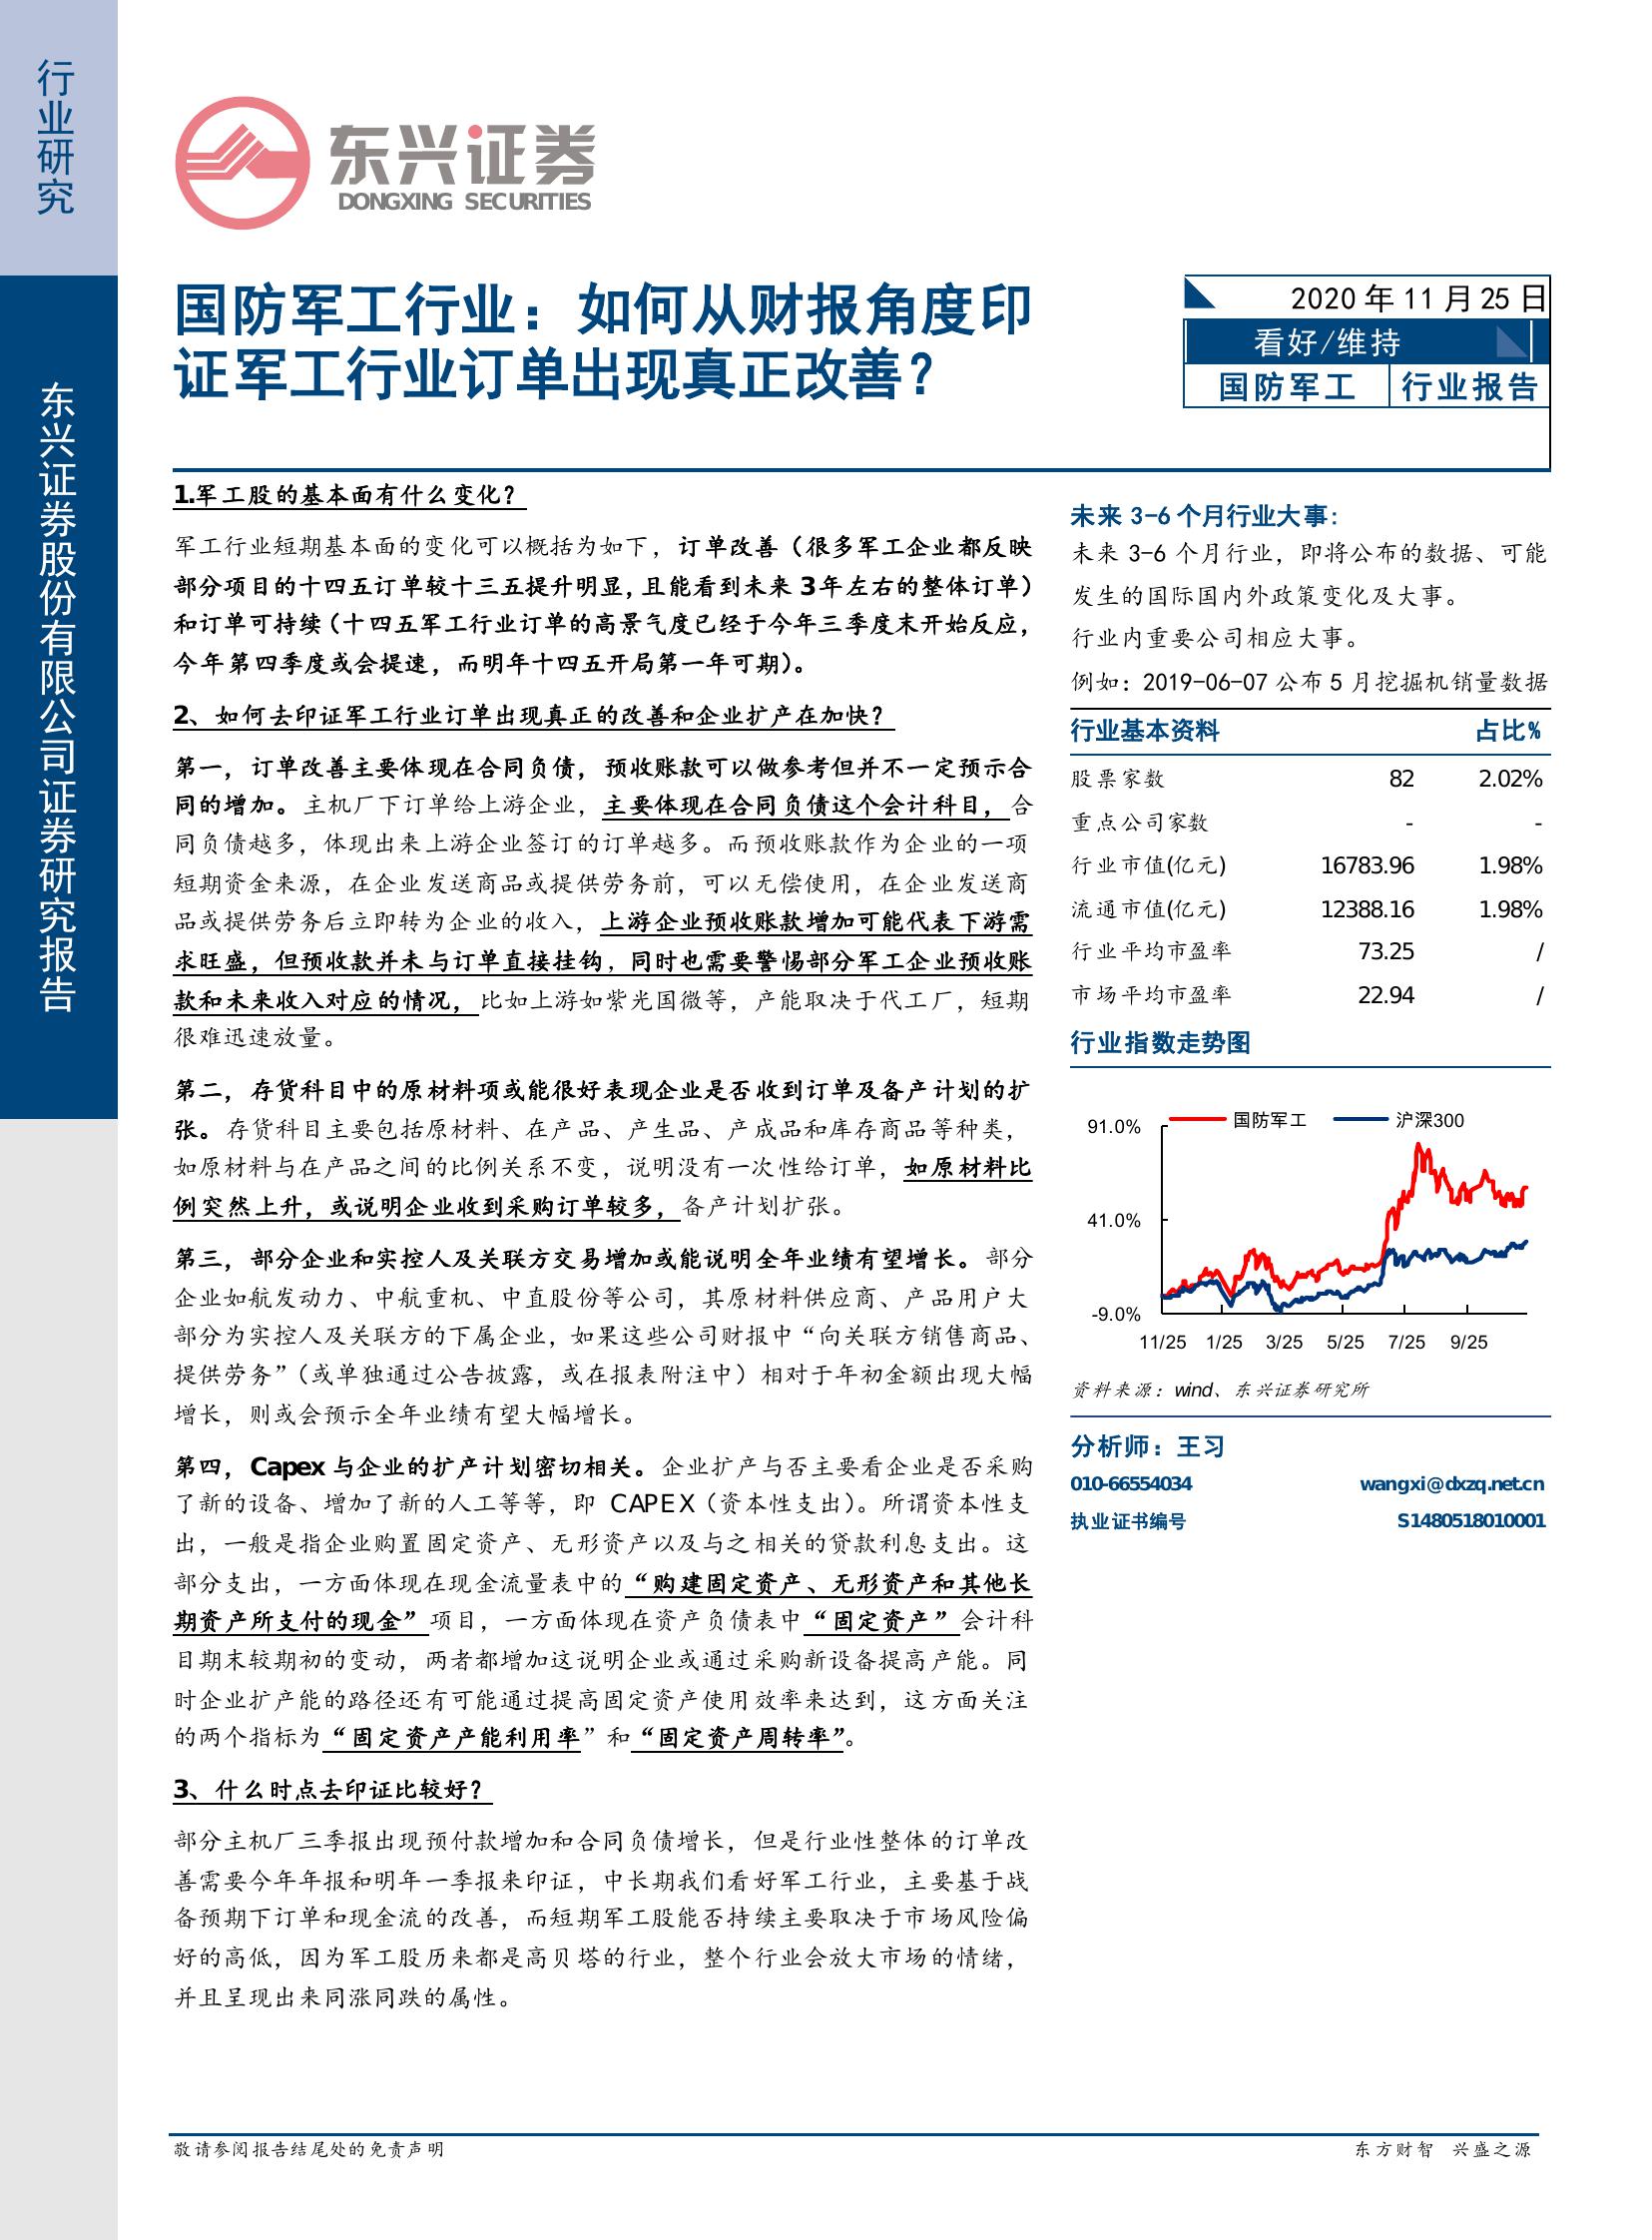 行业研究
东兴证券股份有限公司证券研究报告
东兴证券
DONGXING SECURITIES
国防军工行业：如何从财报角度印
证军工行业订单出现真正改善？
2020 年 11 月 25 日
看好/维持
国防军工 行业报告
1.军工股的基本面有什么变化？
军工行业短期基本面的变化可以概括为如下，订单改善（很多军工企业都反映
部分项目的十四五订单较十三五提升明显，且能看到未来 3年左右的整体订单）
和订单可持续（十四五军工行业订单的高景气度已经于今年三季度末开始反应，
今年第四季度或会提速，而明年十四五开局第一年可期）。
2、如何去印证军工行业订单出现真正的改善和企业扩产在加快？
第一，订单改善主要体现在合同负债，预收账款可以做参考但并不一定预示合
同的增加。主机厂下订单给上游企业，主要体现在合同负债这个会计科目，合
同负债越多，体现出来上游企业签订的订单越多。而预收账款作为企业的一项
短期资金来源，在企业发送商品或提供劳务前，可以无偿使用，在企业发送商
品或提供劳务后立即转为企业的收入，上游企业预收账款增加可能代表下游需
求旺盛，但预收款并未与订单直接挂钩，同时也需要警惕部分军工企业预收账
款和未来收入对应的情况，比如上游如紫光国微等，产能取决于代工厂，短期
很难迅速放量。
第二，存货科目中的原材料项或能很好表现企业是否收到订单及备产计划的扩
张。存货科目主要包括原材料、在产品、产生品、产成品和库存商品等种类，
如原材料与在产品之间的比例关系不变，说明没有一次性给订单，如原材料比
例突然上升，或说明企业收到采购订单较多，备产计划扩张。
第三，部分企业和实控人及关联方交易增加或能说明全年业绩有望增长。部分
企业如航发动力、中航重机、中直股份等公司，其原材料供应商、产品用户大
部分为实控人及关联方的下属企业，如果这些公司财报中“向关联方销售商品、
提供劳务”（或单独通过公告披露，或在报表附注中）相对于年初金额出现大幅
增长，则或会预示全年业绩有望大幅增长。
第四，Capex 与企业的扩产计划密切相关。企业扩产与否主要看企业是否采购
了新的设备、增加了新的人工等等，即 CAPEX（资本性支出）。所谓资本性支
出，一般是指企业购置固定资产、无形资产以及与之相关的贷款利息支出。这
部分支出，一方面体现在现金流量表中的“购建固定资产、无形资产和其他长
期资产所支付的现金”项目，一方面体现在资产负债表中“固定资产”会计科
目期末较期初的变动，两者都增加这说明企业或通过采购新设备提高产能。同
时企业扩产能的路径还有可能通过提高固定资产使用效率来达到，这方面关注
的两个指标为“固定资产产能利用率”和“固定资产周转率”。
3、什么时点去印证比较好？
部分主机厂三季报出现预付款增加和合同负债增长，但是行业性整体的订单改
善需要今年年报和明年一季报来印证，中长期我们看好军工行业，主要基于战
备预期下订单和现金流的改善，而短期军工股能否持续主要取决于市场风险偏
好的高低，因为军工股历来都是高贝塔的行业，整个行业会放大市场的情绪，
并且呈现出来同涨同跌的属性。
未来 3-6 个月行业大事：
未来 3-6 个月行业，即将公布的数据、可能
发生的国际国内外政策变化及大事。
行业内重要公司相应大事。
例如：2019-06-07 公布 5 月挖掘机销量数据
行业基本资料 占比%
股票家数 82 2.02%
重点公司家数 - -
行业市值(亿元) 16783.96 1.98%
流通市值(亿元) 12388.16 1.98%
行业平均市盈率 73.25 /
市场平均市盈率 22.94 /
行业指数走势图
国防军工 沪深300
91.0%
41.0%
-9.0%
11/25 1/25 3/25 5/25 7/25 9/25
资料来源：wind、东兴证券研究所
分析师：王习
010-66554034 wangxi@dxzq.net.cn
执业证书编号 S1480518010001
敬请参阅报告结尾处的免责声明 东方财智 兴盛之源